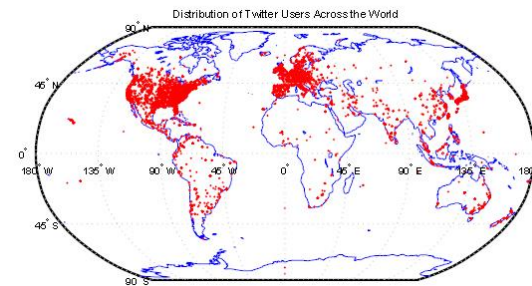 Distribution of Twitter Users Across the World
90° N
45° N
0°
180° W 135° W 90° W 45° W 0° 45° E 90° E 135° E 180° E
45° S
90° S